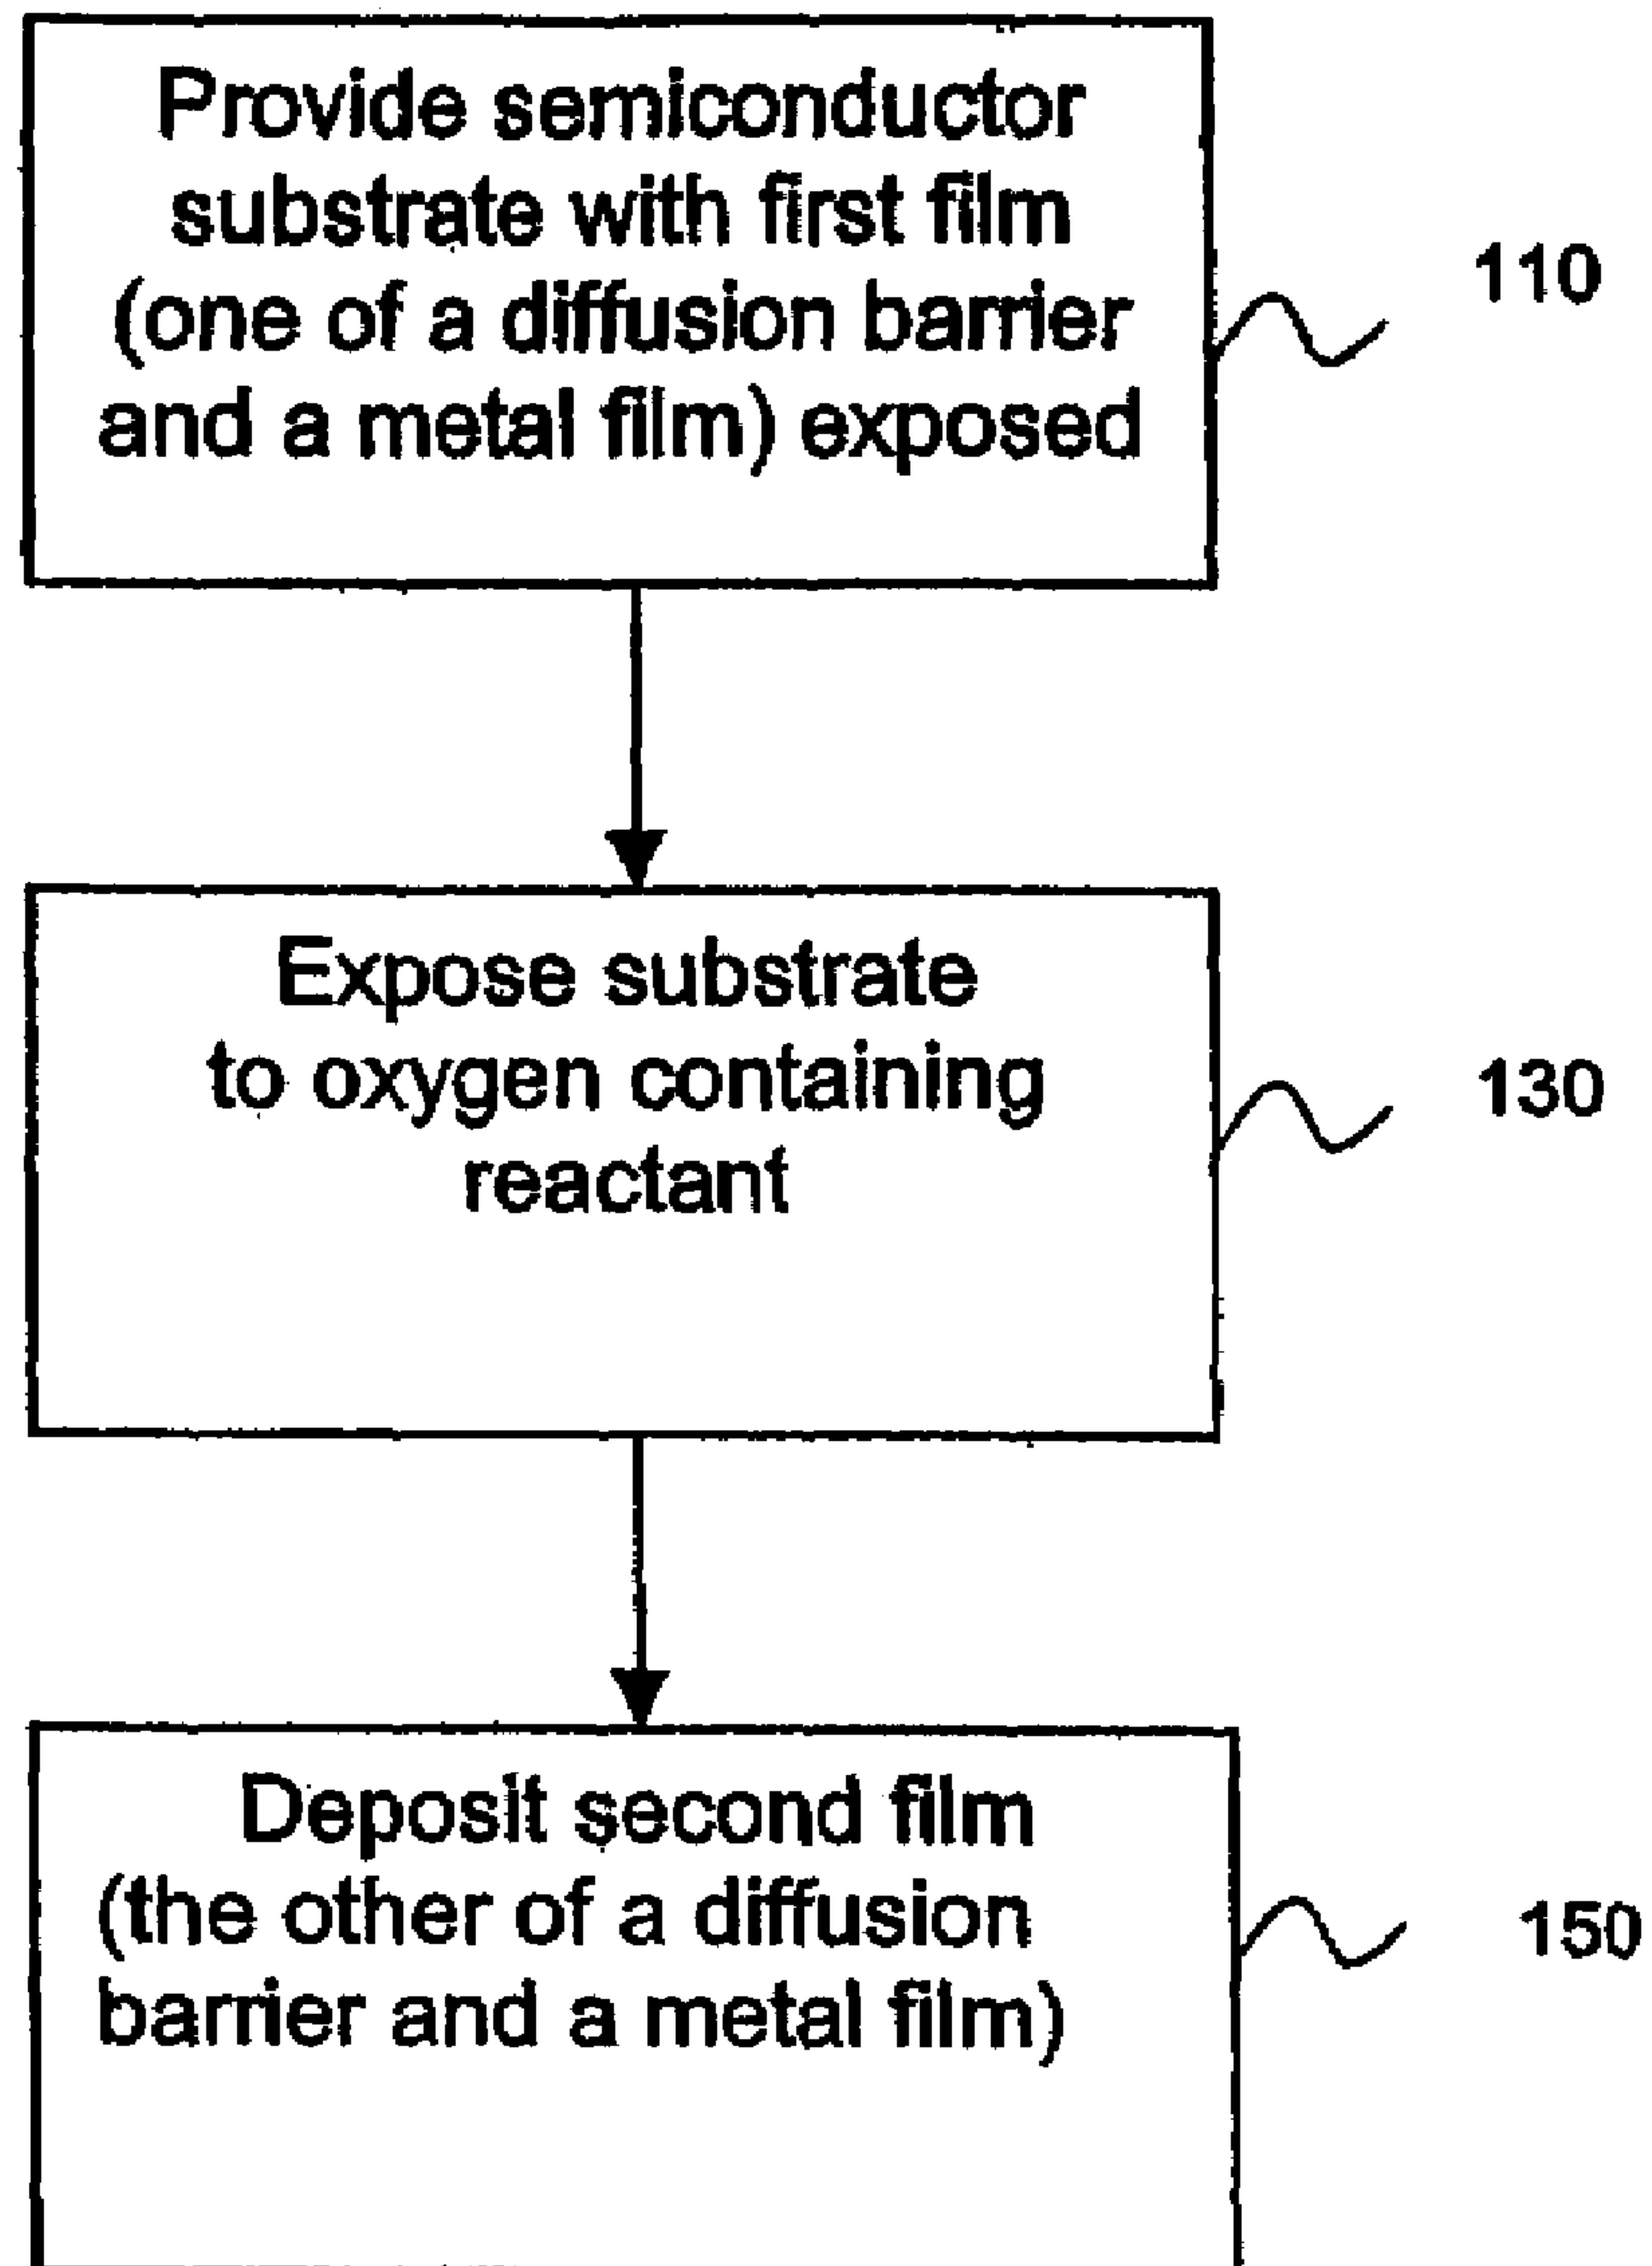 Provide semiconductor
substrate with first film
(one of a diffusion barrier
and a metal film) exposed
110
Expose substrate
to oxygen containing
reactant
130
Deposit second film
(the other of a diffusion
barrier and a metal film)
150